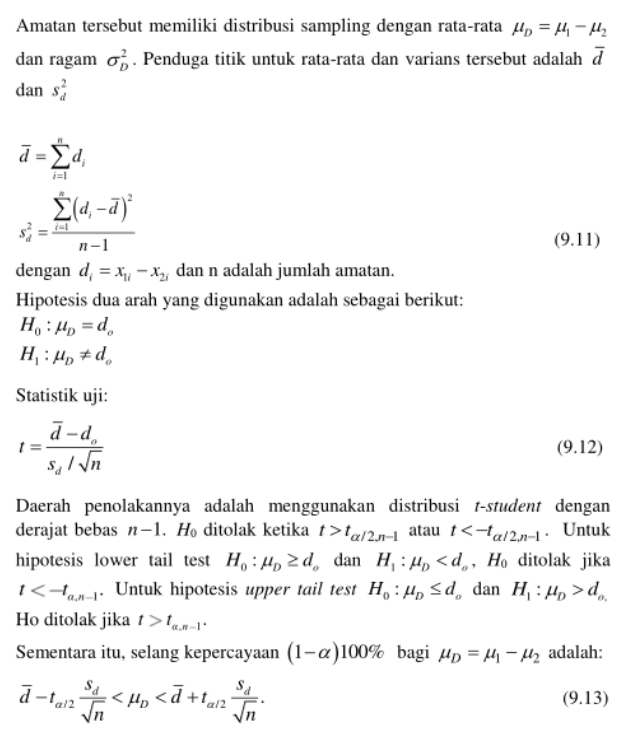 Amatan tersebut memiliki distribusi sampling dengan rata-rata $\mu_D = \mu_1 - \mu_2$
dan ragam $\sigma_D^2$. Penduga titik untuk rata-rata dan varians tersebut adalah $\overline{d}$
dan $s_d^2$
$\overline{d} = \sum_{i=1}^{n} d_i$
$s_d^2 = \frac{\sum_{i=1}^{n} (d_i - \overline{d})^2}{n-1}$ (9.11)
dengan $d_i = x_{1i} - x_{2i}$ dan n adalah jumlah amatan.
Hipotesis dua arah yang digunakan adalah sebagai berikut:
$H_0 : \mu_D = d_o$
$H_1 : \mu_D \neq d_o$
Statistik uji:
$t = \frac{\overline{d} - d_o}{s_d / \sqrt{n}}$ (9.12)
Daerah penolakannya adalah menggunakan distribusi t-student dengan
derajat bebas $n-1$. $H_0$ ditolak ketika $t > t_{\alpha/2,n-1}$ atau $t < -t_{\alpha/2,n-1}$. Untuk
hipotesis lower tail test $H_0 : \mu_D \geq d_o$ dan $H_1 : \mu_D < d_o$, $H_0$ ditolak jika
$t < -t_{\alpha,n-1}$. Untuk hipotesis upper tail test $H_0 : \mu_D \leq d_o$ dan $H_1 : \mu_D > d_{o,}$
Ho ditolak jika $t > t_{\alpha,n-1}$.
Sementara itu, selang kepercayaan $(1-\alpha)100\%$ bagi $\mu_D = \mu_1 - \mu_2$ adalah:
$\overline{d} - t_{\alpha/2} \frac{s_d}{\sqrt{n}} < \mu_D < \overline{d} + t_{\alpha/2} \frac{s_d}{\sqrt{n}}$. (9.13)